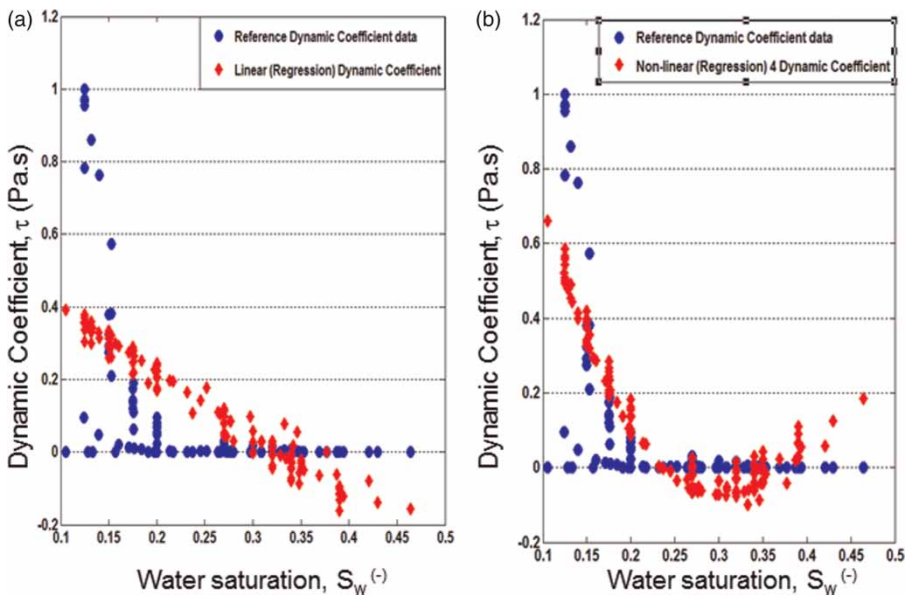 (a)
Reference Dynamic Coefficient data
Linear (Regression) Dynamic Coefficient
Dynamic Coefficient, τ (Pa.s)
1.2
1
0.8
0.6
0.4
0.2
0
-0.2
0.1 0.15 0.2 0.25 0.3 0.35 0.4 0.45 0.5
Water saturation, Sw (-)
(b)
Reference Dynamic Coefficient data
Non-linear (Regression) 4 Dynamic Coefficient
Dynamic Coefficient, τ (Pa.s)
1.2
1
0.8
0.6
0.4
0.2
0
-0.2
0.1 0.15 0.2 0.25 0.3 0.35 0.4 0.45 0.5
Water saturation, Sw (-)